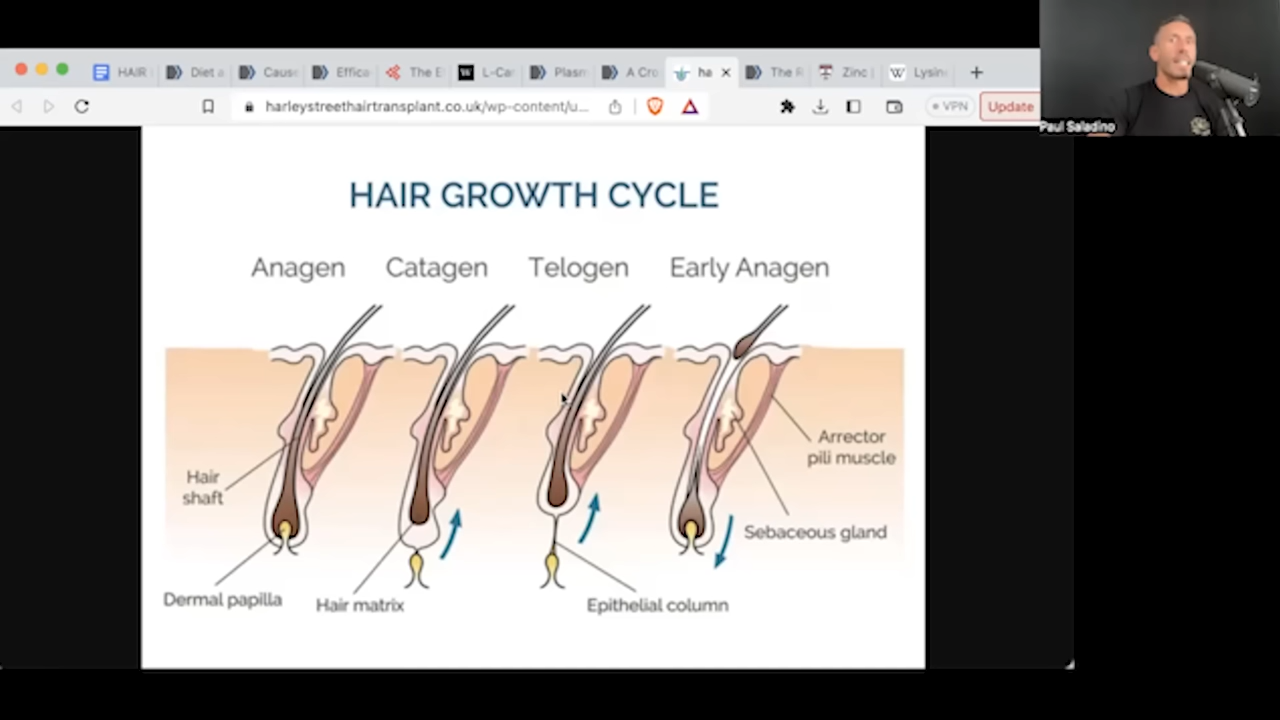 HAIR
Diet a
Cause
Effica
The E
L-Ca
Plasm
A Cro
ha
The R
Zinc
Lysin
harleystreethairtransplant.co.uk/wp-content/u...
VPN
Update
Paul Saladino
HAIR GROWTH CYCLE
Anagen Catagen Telogen Early Anagen
Hair
shaft
Arrector
pili muscle
Sebaceous gland
Dermal papilla
Hair matrix
Epithelial column